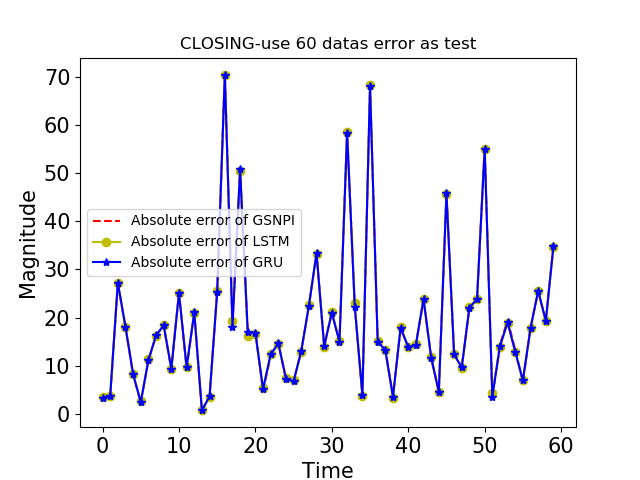 CLOSING-use 60 datas error as test
70
60
50
40
30
20
10
0
Magnitude
Absolute error of GSNPI
Absolute error of LSTM
Absolute error of GRU
0 10 20 30 40 50 60
Time